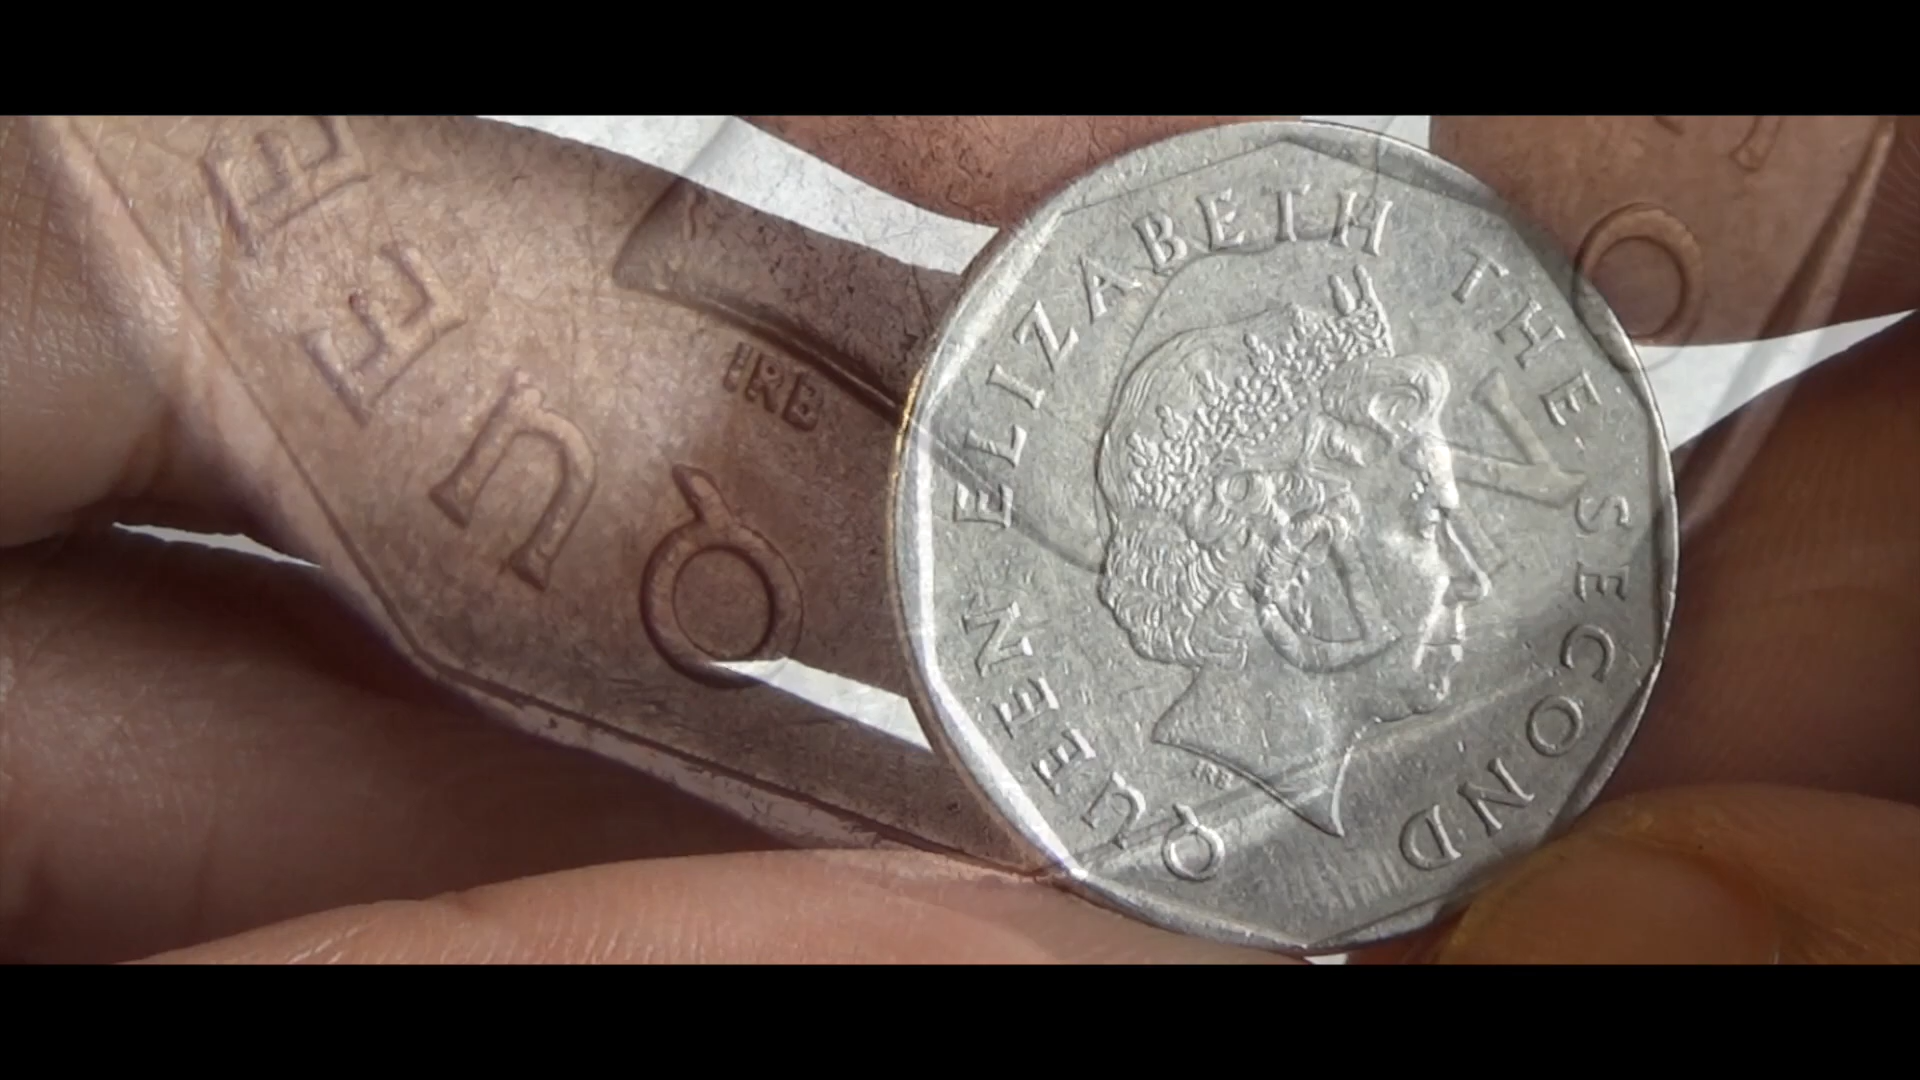 QUEEN ELIZABETH THE SECOND
IRB
QUEE
IRB